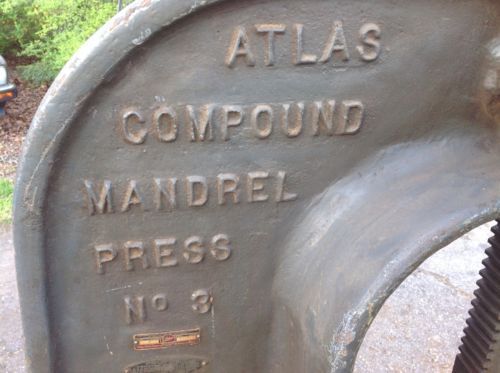 ATLAS
COMPOUND
MANDREL
PRESS
No 3